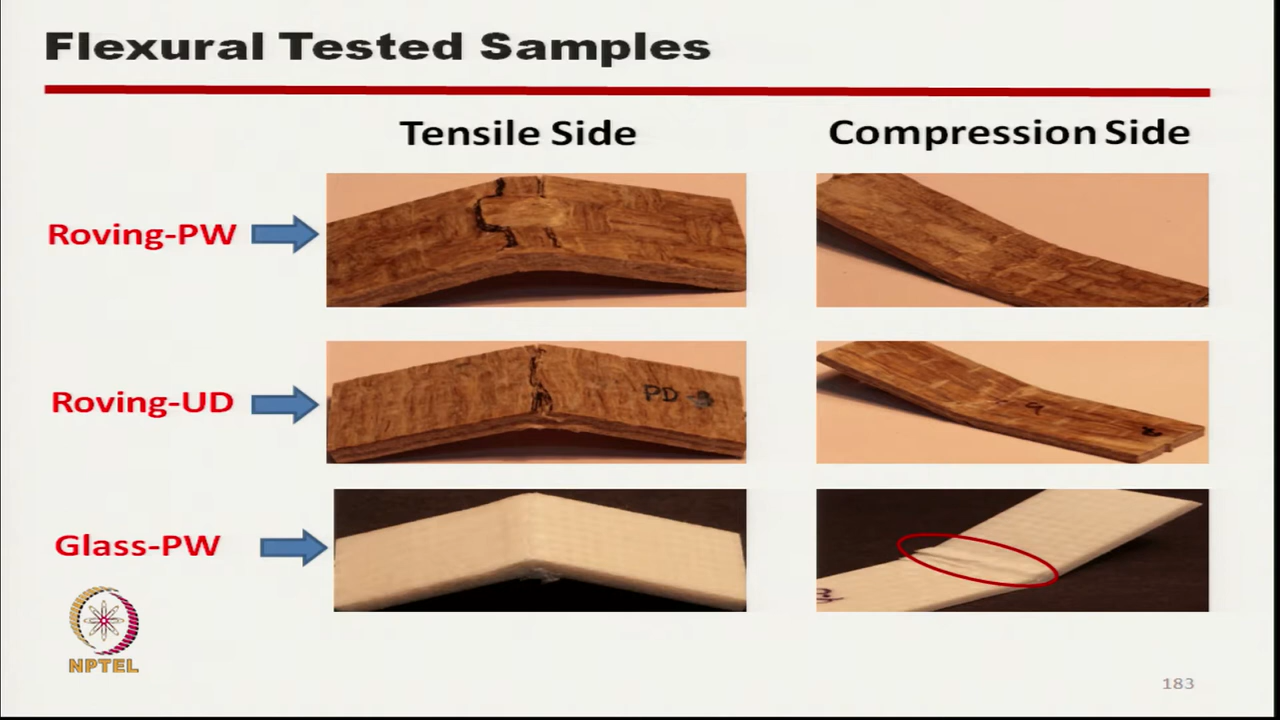 Flexural Tested Samples
Tensile Side
Compression Side
Roving-PW
Roving-UD
PD
Glass-PW
NPTEL
183